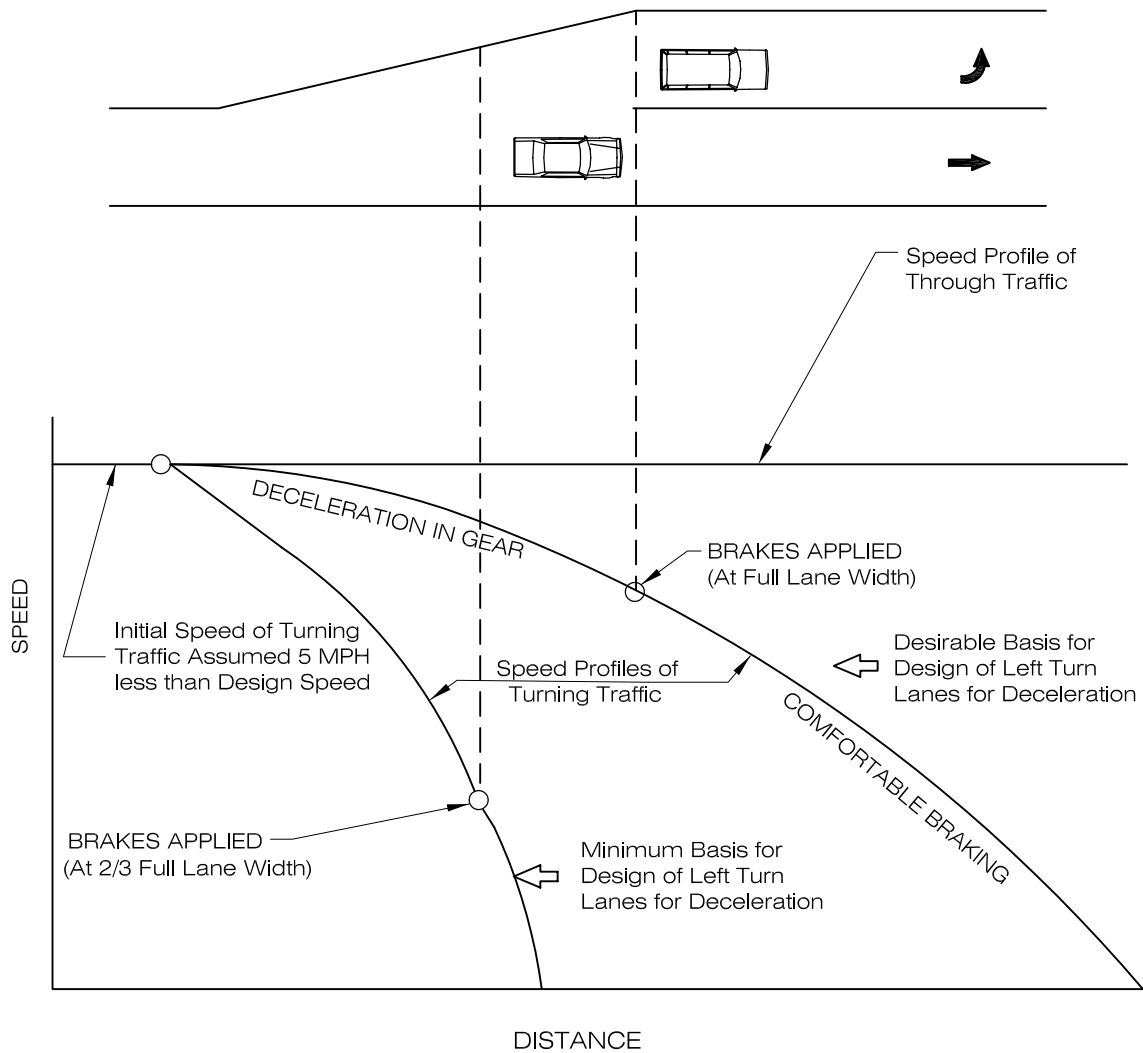 Speed Profile of
Through Traffic
DECELERATION IN GEAR
BRAKES APPLIED
(At Full Lane Width)
SPEED
Initial Speed of Turning
Traffic Assumed 5 MPH
less than Design Speed
Speed Profiles of
Turning Traffic
Desirable Basis for
Design of Left Turn
Lanes for Deceleration
COMFORTABLE BRAKING
BRAKES APPLIED
(At 2/3 Full Lane Width)
Minimum Basis for
Design of Left Turn
Lanes for Deceleration
DISTANCE